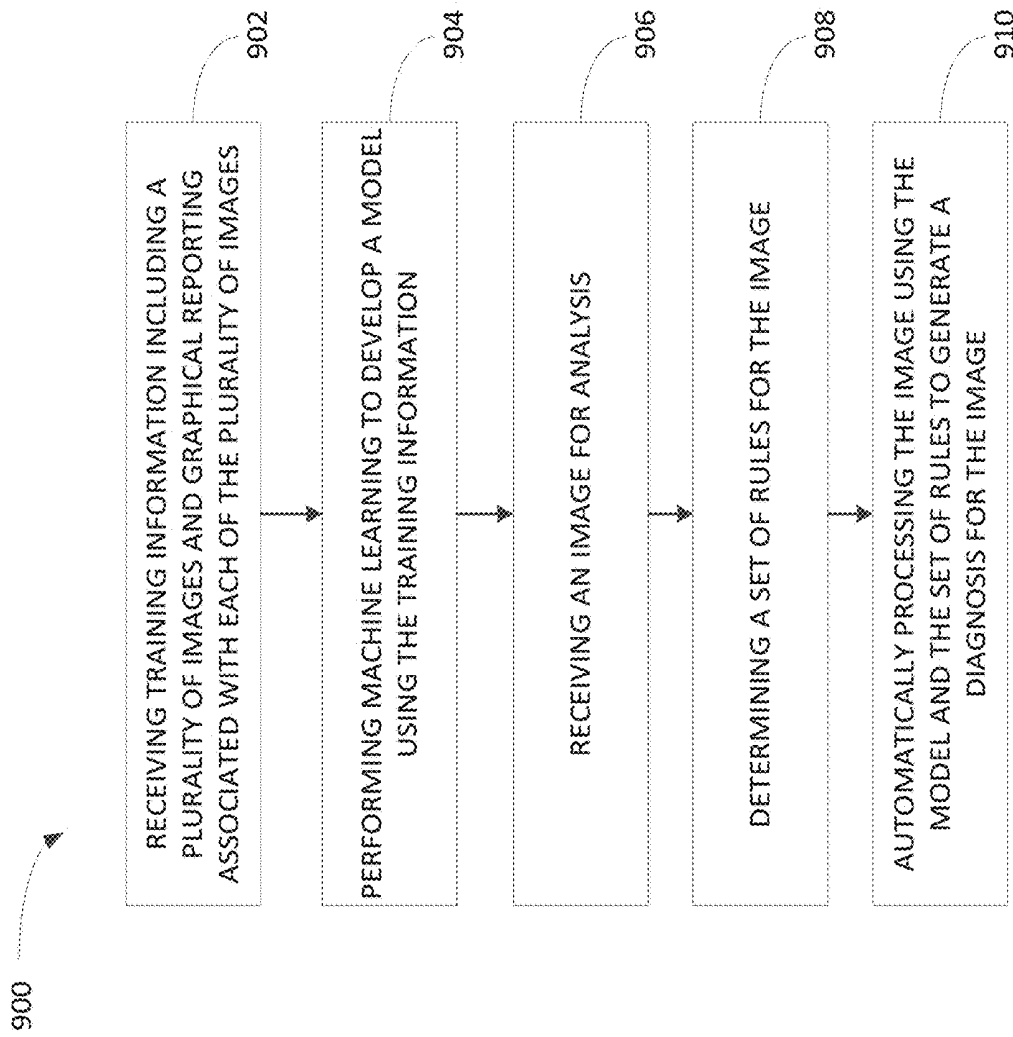 900
RECEIVING TRAINING INFORMATION INCLUDING A
PLURALITY OF IMAGES AND GRAPHICAL REPORTING
ASSOCIATED WITH EACH OF THE PLURALITY OF IMAGES
902
PERFORMING MACHINE LEARNING TO DEVELOP A MODEL
USING THE TRAINING INFORMATION
904
RECEIVING AN IMAGE FOR ANALYSIS
906
DETERMINING A SET OF RULES FOR THE IMAGE
908
AUTOMATICALLY PROCESSING THE IMAGE USING THE
MODEL AND THE SET OF RULES TO GENERATE A
DIAGNOSIS FOR THE IMAGE
910